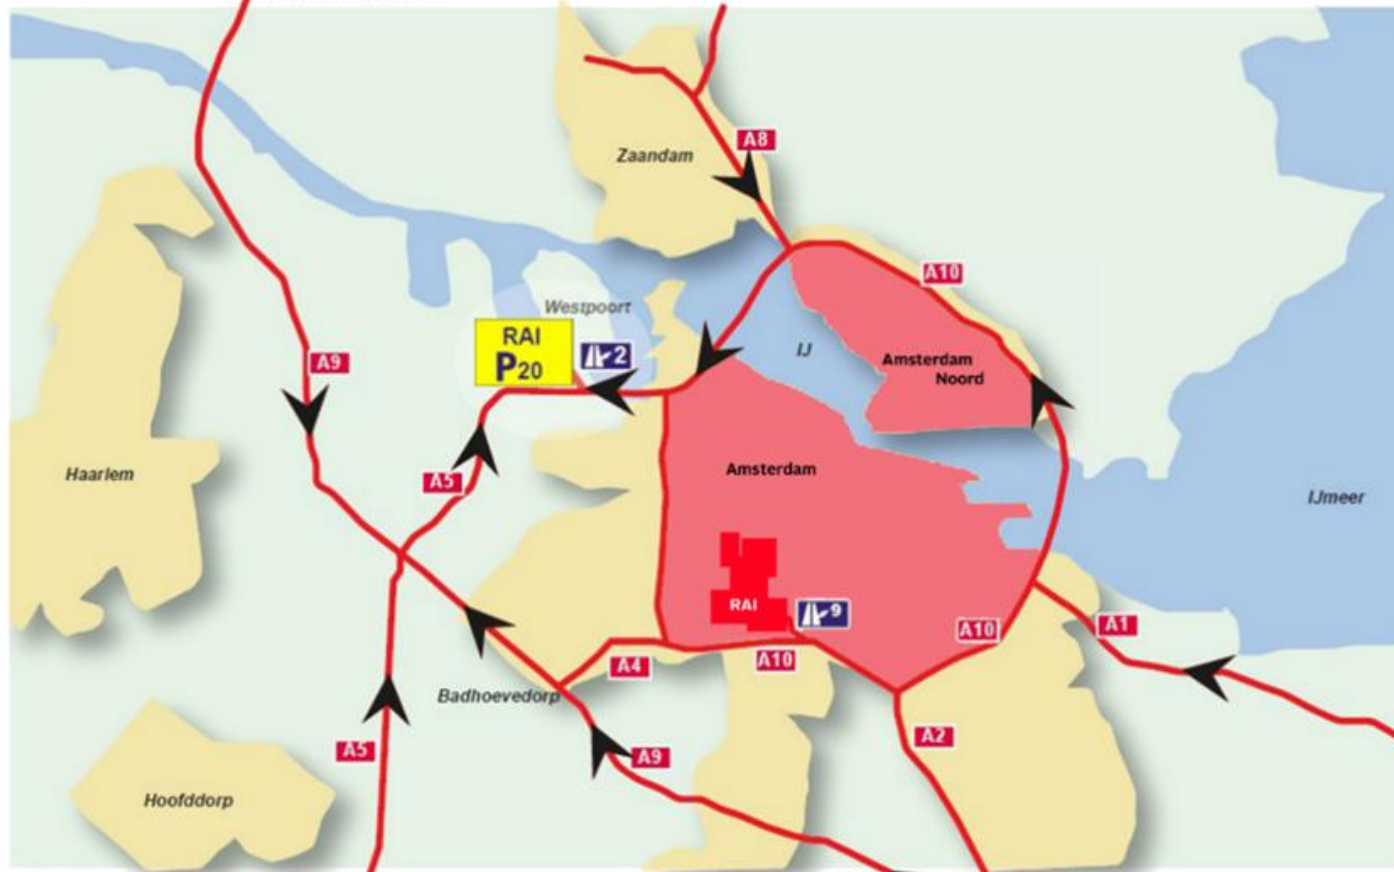 A8
Zaandam
A10
Westpoort
RAI
P20
2
IJ
Amsterdam
Noord
A9
Amsterdam
Haarlem
A5
IJmeer
RAI
9
A10
A1
A4
A10
Badhoevedorp
A2
A5
A9
Hoofddorp